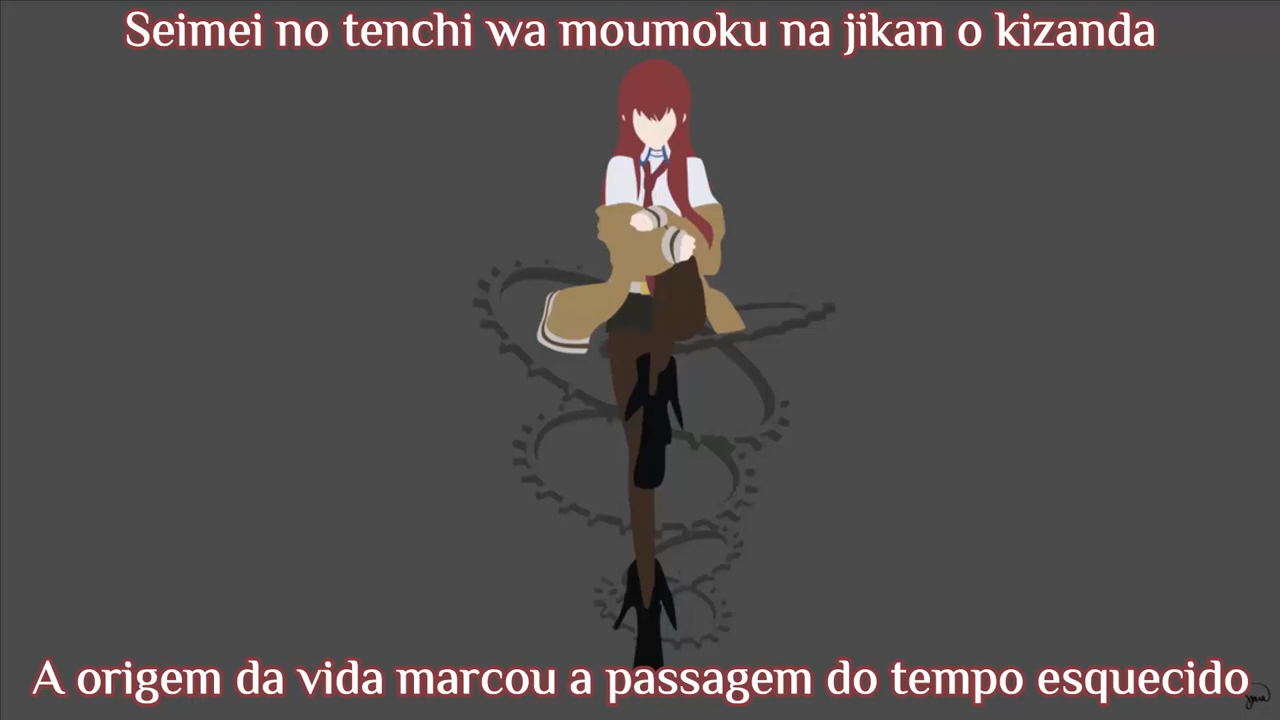 Seimei no tenchi wa moumoku na jikan o kizanda
A origem da vida marcou a passagem do tempo esquecido